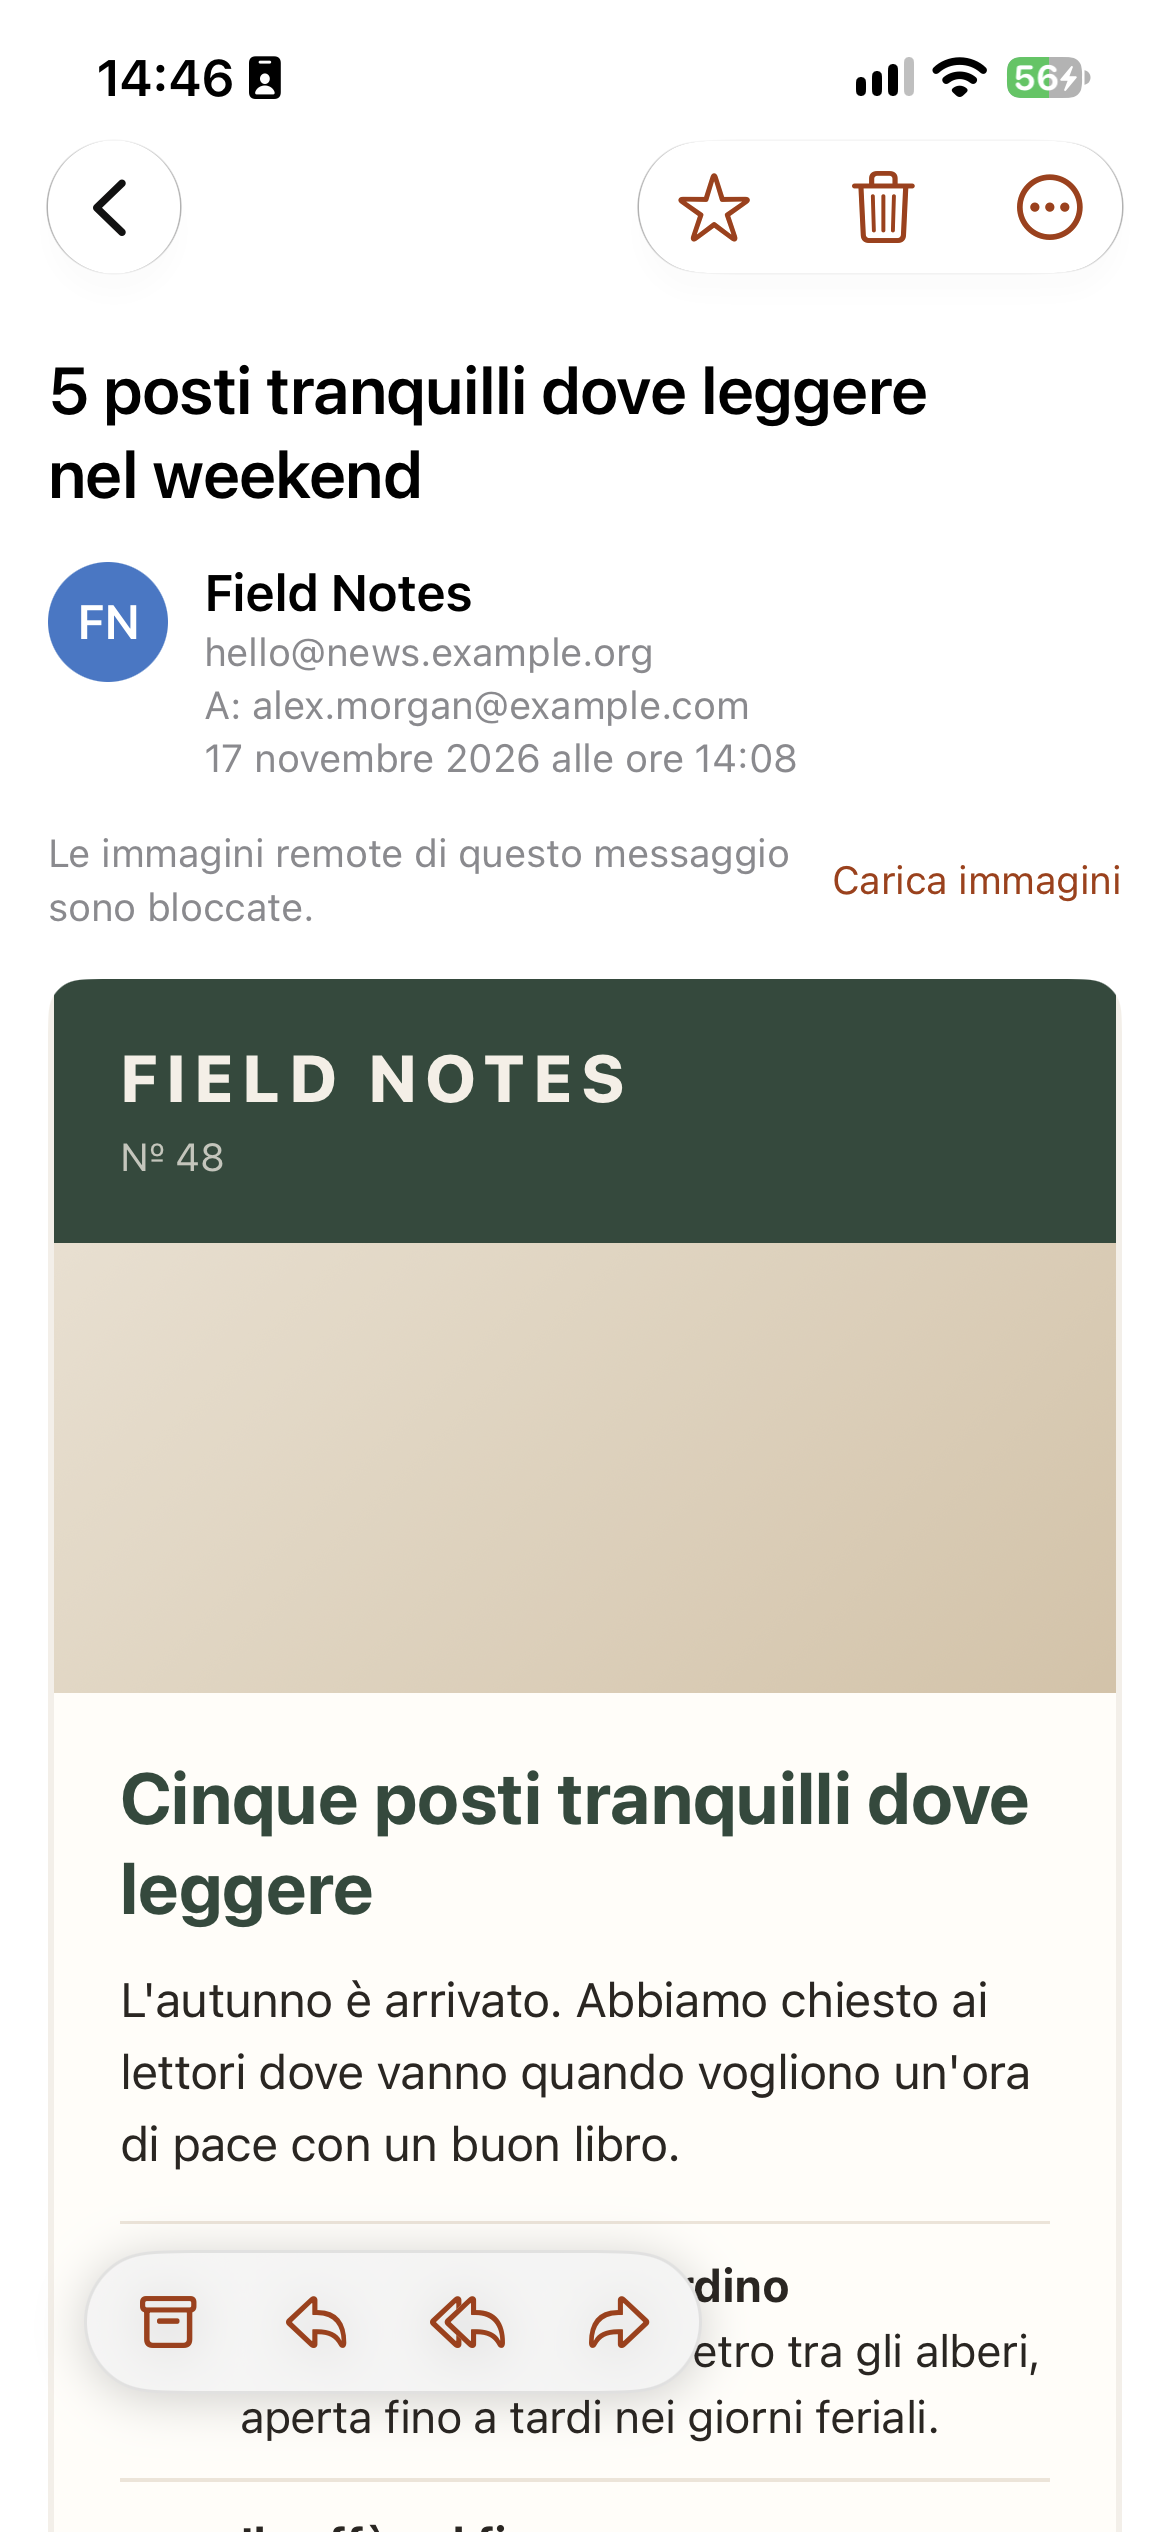 14:46
56
5 posti tranquilli dove leggere
nel weekend
FN
Field Notes
hello@news.example.org
A: alex.morgan@example.com
17 novembre 2026 alle ore 14:08
Le immagini remote di questo messaggio
sono bloccate.
Carica immagini
FIELD NOTES
Nº 48
Cinque posti tranquilli dove
leggere
L'autunno è arrivato. Abbiamo chiesto ai
lettori dove vanno quando vogliono un'ora
di pace con un buon libro.
tra gli alberi,
aperta fino a tardi nei giorni feriali.